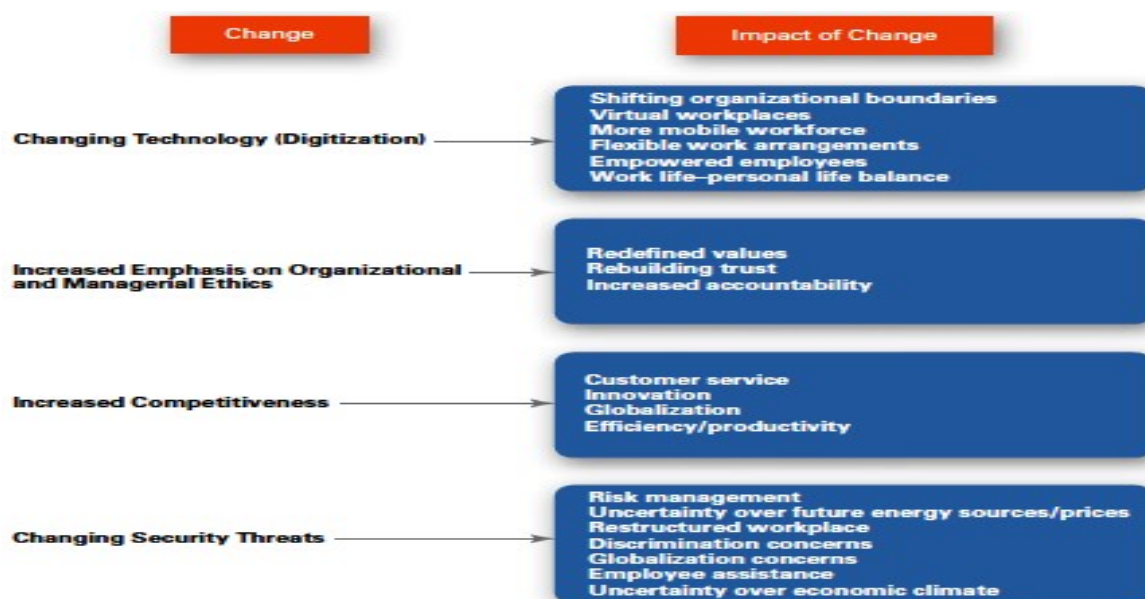 Change
Impact of Change
Changing Technology (Digitization)
Shifting organizational boundaries
Virtual workplaces
More mobile workforce
Flexible work arrangements
Empowered employees
Work life–personal life balance
Increased Emphasis on Organizational
and Managerial Ethics
Redefined values
Rebuilding trust
Increased accountability
Increased Competitiveness
Customer service
Innovation
Globalization
Efficiency/productivity
Changing Security Threats
Risk management
Uncertainty over future energy sources/prices
Restructured workplace
Discrimination concerns
Globalization concerns
Employee assistance
Uncertainty over economic climate